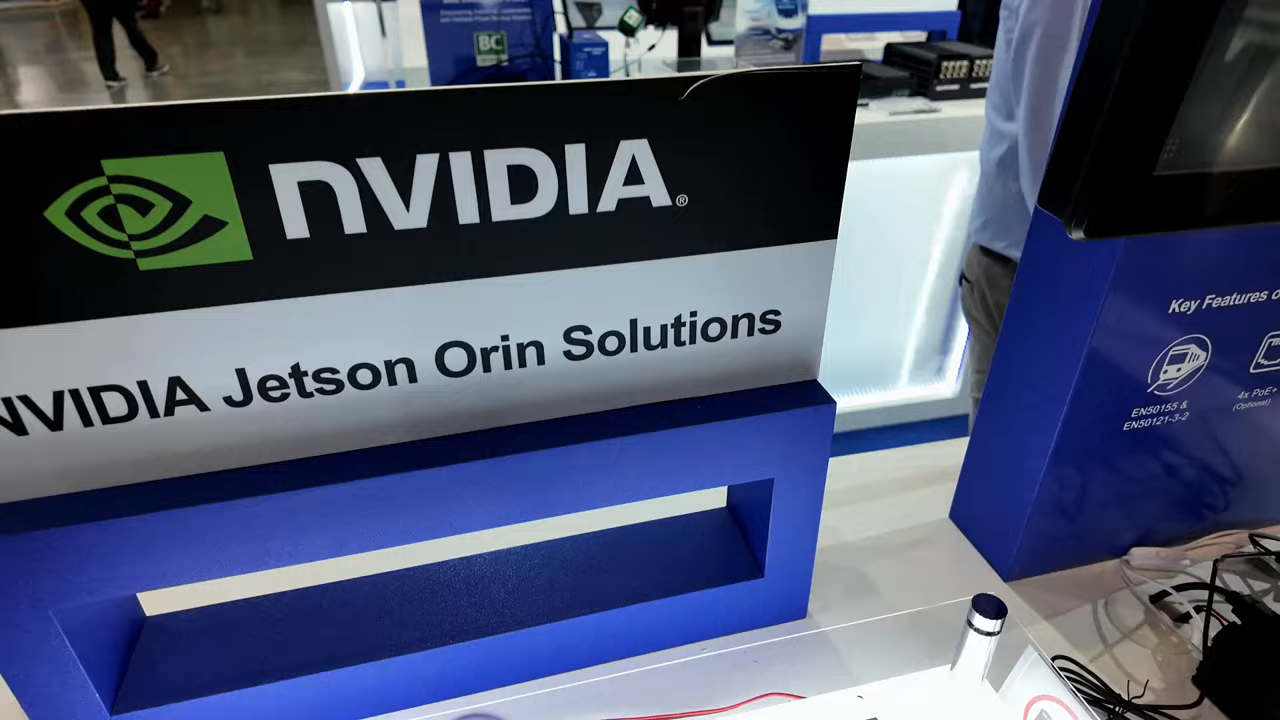 BC
NVIDIA®
NVIDIA Jetson Orin Solutions
Key Features
EN50155 &
EN50121-3-2
4x PoE+
(Optional)